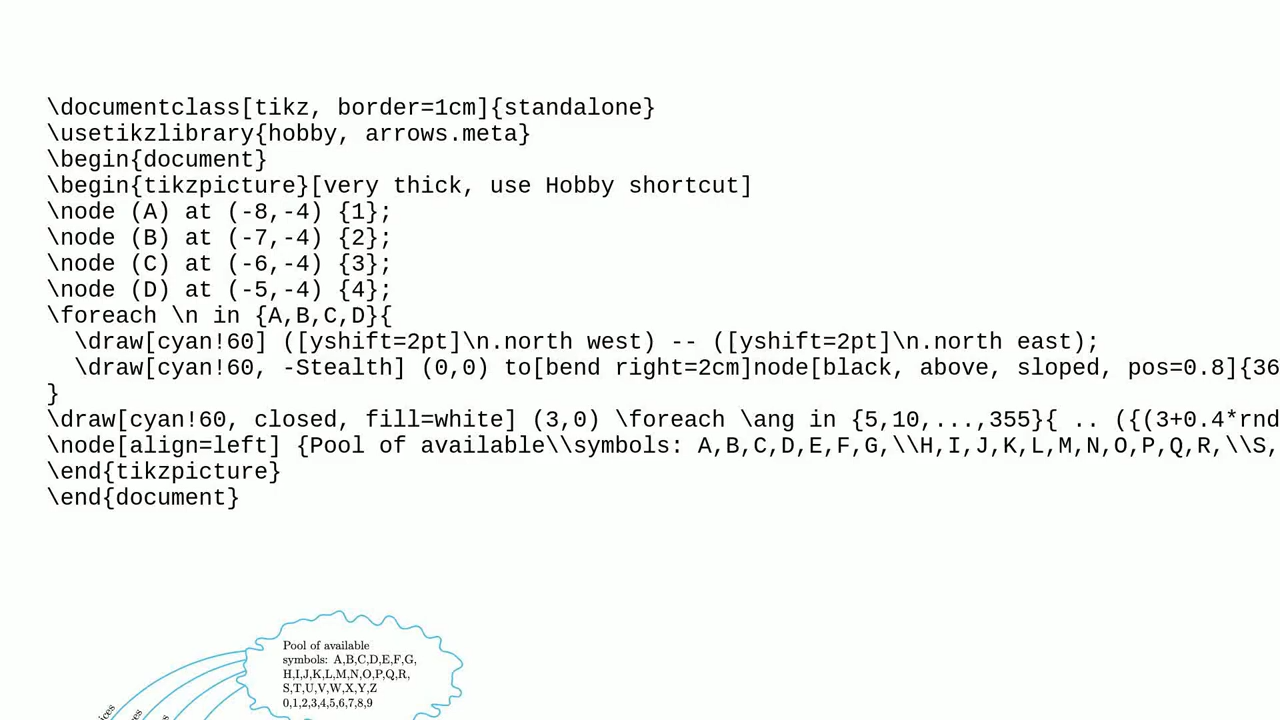 \documentclass[tikz, border=1cm]{standalone}
\usetikzlibrary{hobby, arrows.meta}
\begin{document}
\begin{tikzpicture}[very thick, use Hobby shortcut]
\node (A) at (-8,-4) {1};
\node (B) at (-7,-4) {2};
\node (C) at (-6,-4) {3};
\node (D) at (-5,-4) {4};
\foreach \n in {A,B,C,D}{
  \draw[cyan!60] ([yshift=2pt]\n.north west) -- ([yshift=2pt]\n.north east);
  \draw[cyan!60, -Stealth] (0,0) to[bend right=2cm]node[black, above, sloped, pos=0.8]{36
}
\draw[cyan!60, closed, fill=white] (3,0) \foreach \ang in {5,10,...,355}{ .. ({(3+0.4*rnd
\node[align=left] {Pool of available\\symbols: A,B,C,D,E,F,G,\\H,I,J,K,L,M,N,O,P,Q,R,\\S,
\end{tikzpicture}
\end{document}
Pool of available
symbols: A,B,C,D,E,F,G,
H,I,J,K,L,M,N,O,P,Q,R,
S,T,U,V,W,X,Y,Z
0,1,2,3,4,5,6,7,8,9